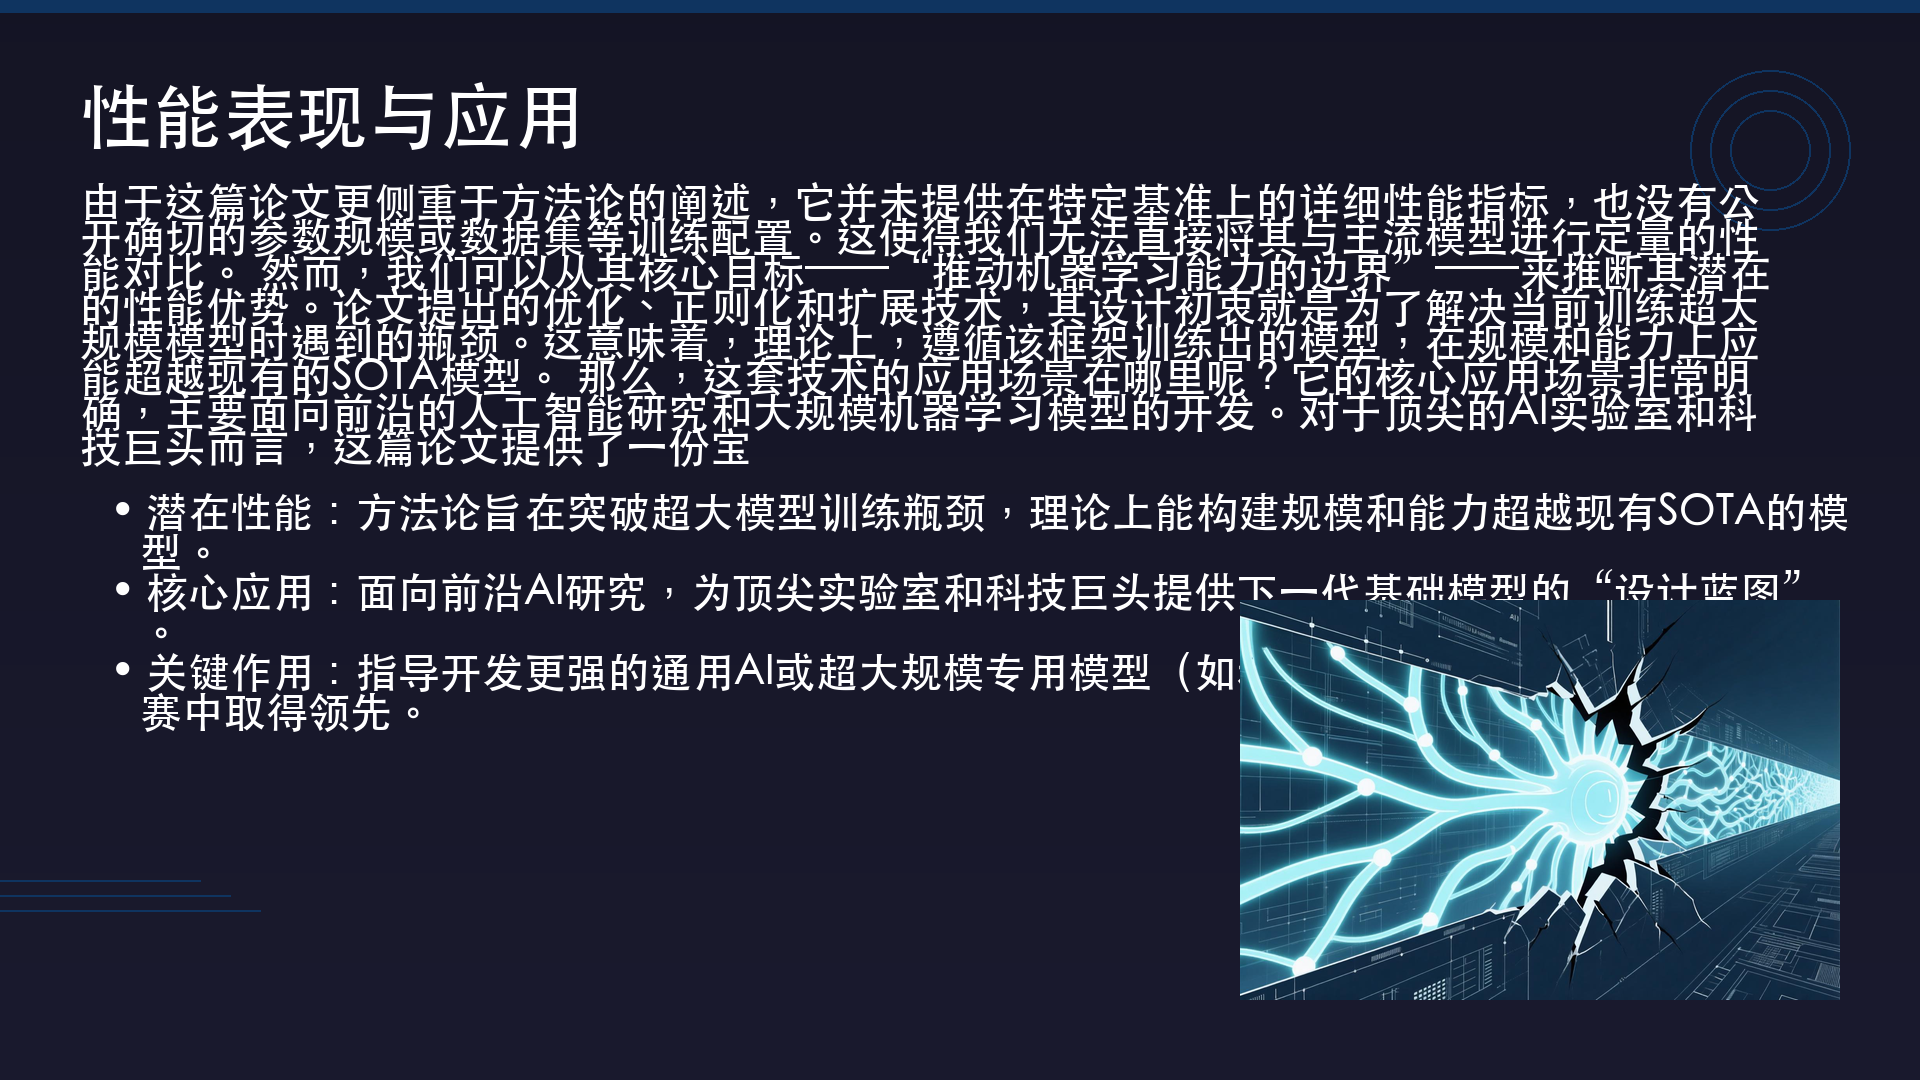 性能表现与应用
由于这篇论文更侧重于方法论的阐述，它并未提供在特定基准上的详细性能指标，也没有公
开确切的参数规模或数据集等训练配置。这使得我们无法直接将其与主流模型进行定量的性
能对比。 然而，我们可以从其核心目标——“推动机器学习能力的边界”——来推断其潜在
的性能优势。论文提出的优化、正则化和扩展技术，其设计初衷就是为了解决当前训练超大
规模模型时遇到的瓶颈。这意味着，理论上，遵循该框架训练出的模型，在规模和能力上应
能超越现有的SOTA模型。 那么，这套技术的应用场景在哪里呢？它的核心应用场景非常明
确，主要面向前沿的人工智能研究和大规模机器学习模型的开发。对于顶尖的AI实验室和科
技巨头而言，这篇论文提供了一份宝
• 潜在性能：方法论旨在突破超大模型训练瓶颈，理论上能构建规模和能力超越现有SOTA的模
型。
• 核心应用：面向前沿AI研究，为顶尖实验室和科技巨头提供下一代基础模型的“设计蓝图”
。
• 关键作用：指导开发更强的通用AI或超大规模专用模型（如
赛中取得领先。